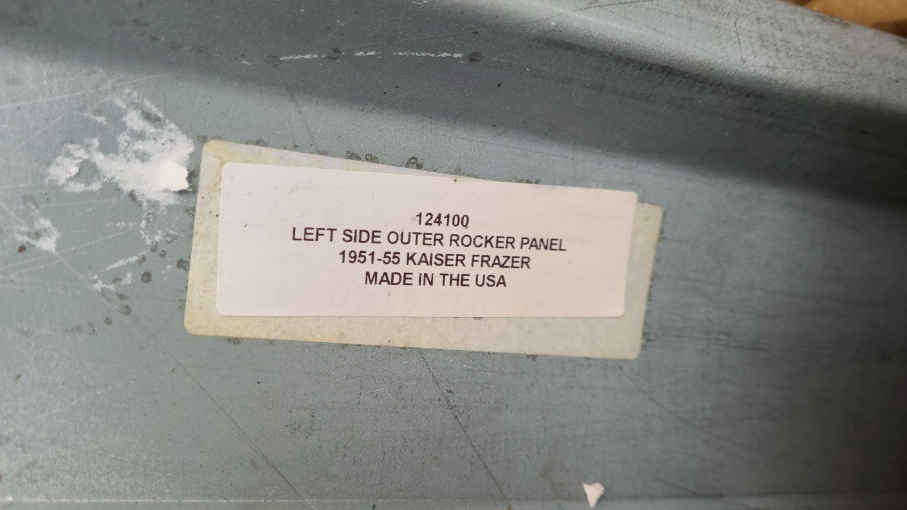 124100
LEFT SIDE OUTER ROCKER PANEL
1951-55 KAISER FRAZER
MADE IN THE USA